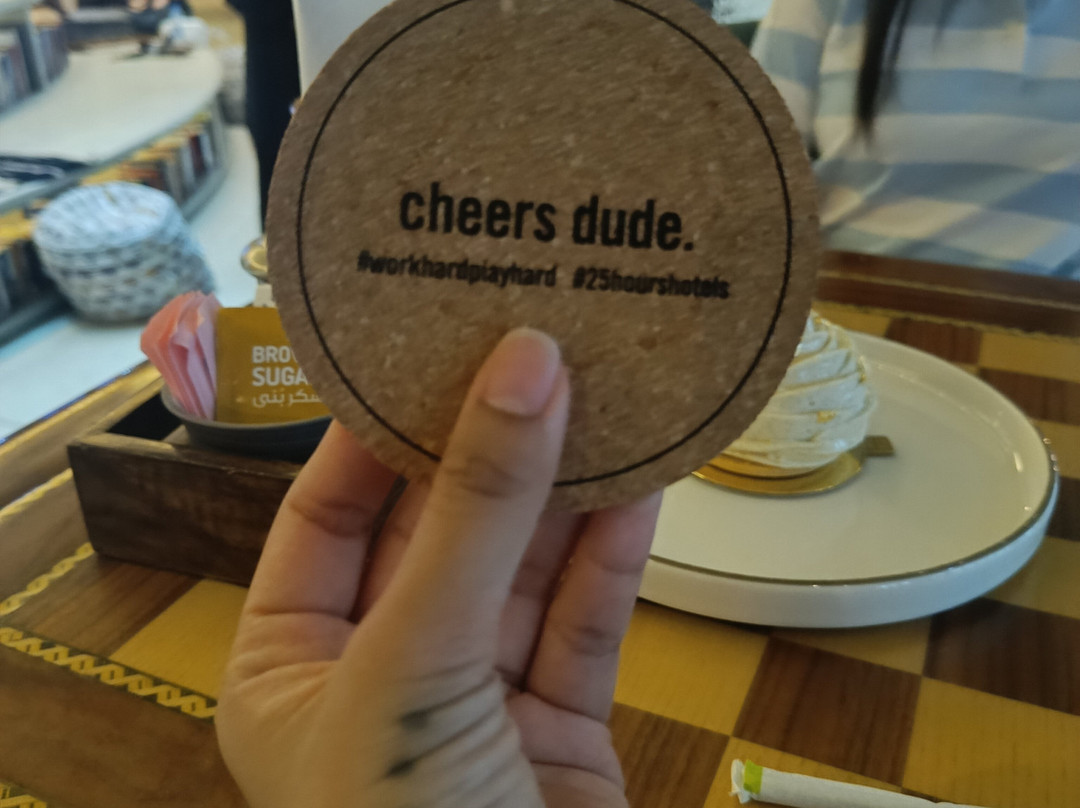 cheers dude.
#workhardplayhard #25hourshotels
BRO
SUGA
سكر بني